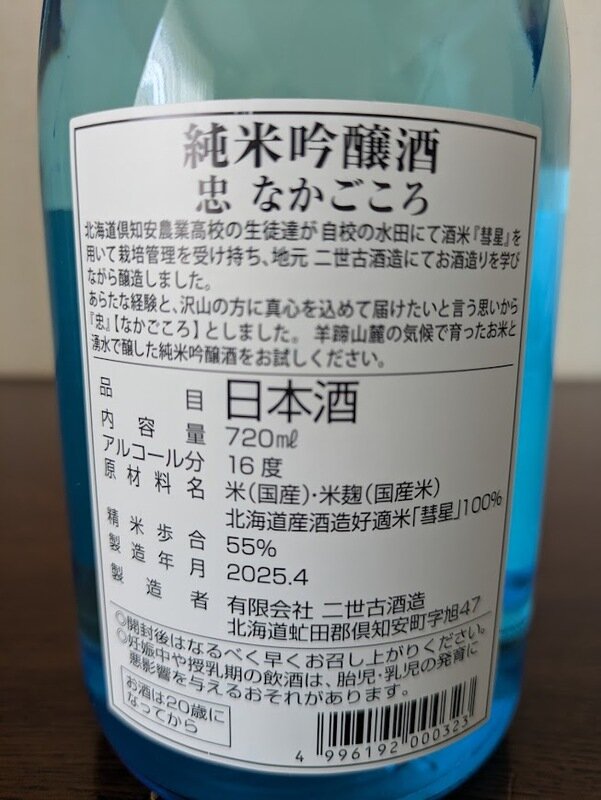 純米吟醸酒
忠 なかごころ
北海道倶知安農業高校の生徒達が 自校の水田にて酒米『彗星』を
用いて栽培管理を受け持ち、地元 二世古酒造にてお酒造りを学び
ながら醸造しました。
あらたな経験と、沢山の方に真心を込めて届けたいと言う思いから
『忠』【なかごころ】としました。 羊蹄山麓の気候で育ったお米と
湧水で醸した純米吟醸酒をお試しください。
品目 日本酒
内容量 720㎖
アルコール分 16度
原材料名 米(国産)・米麹(国産米)
北海道産酒造好適米「彗星」100%
精米歩合 55%
製造年月 2025.4
製造者 有限会社 二世古酒造
北海道虻田郡倶知安町字旭47
◎開封後はなるべく早くお召し上がりください。
◎妊娠中や授乳期の飲酒は、胎児・乳児の発育に
悪影響を与えるおそれがあります。
お酒は20歳に
なってから
4 996192 000323